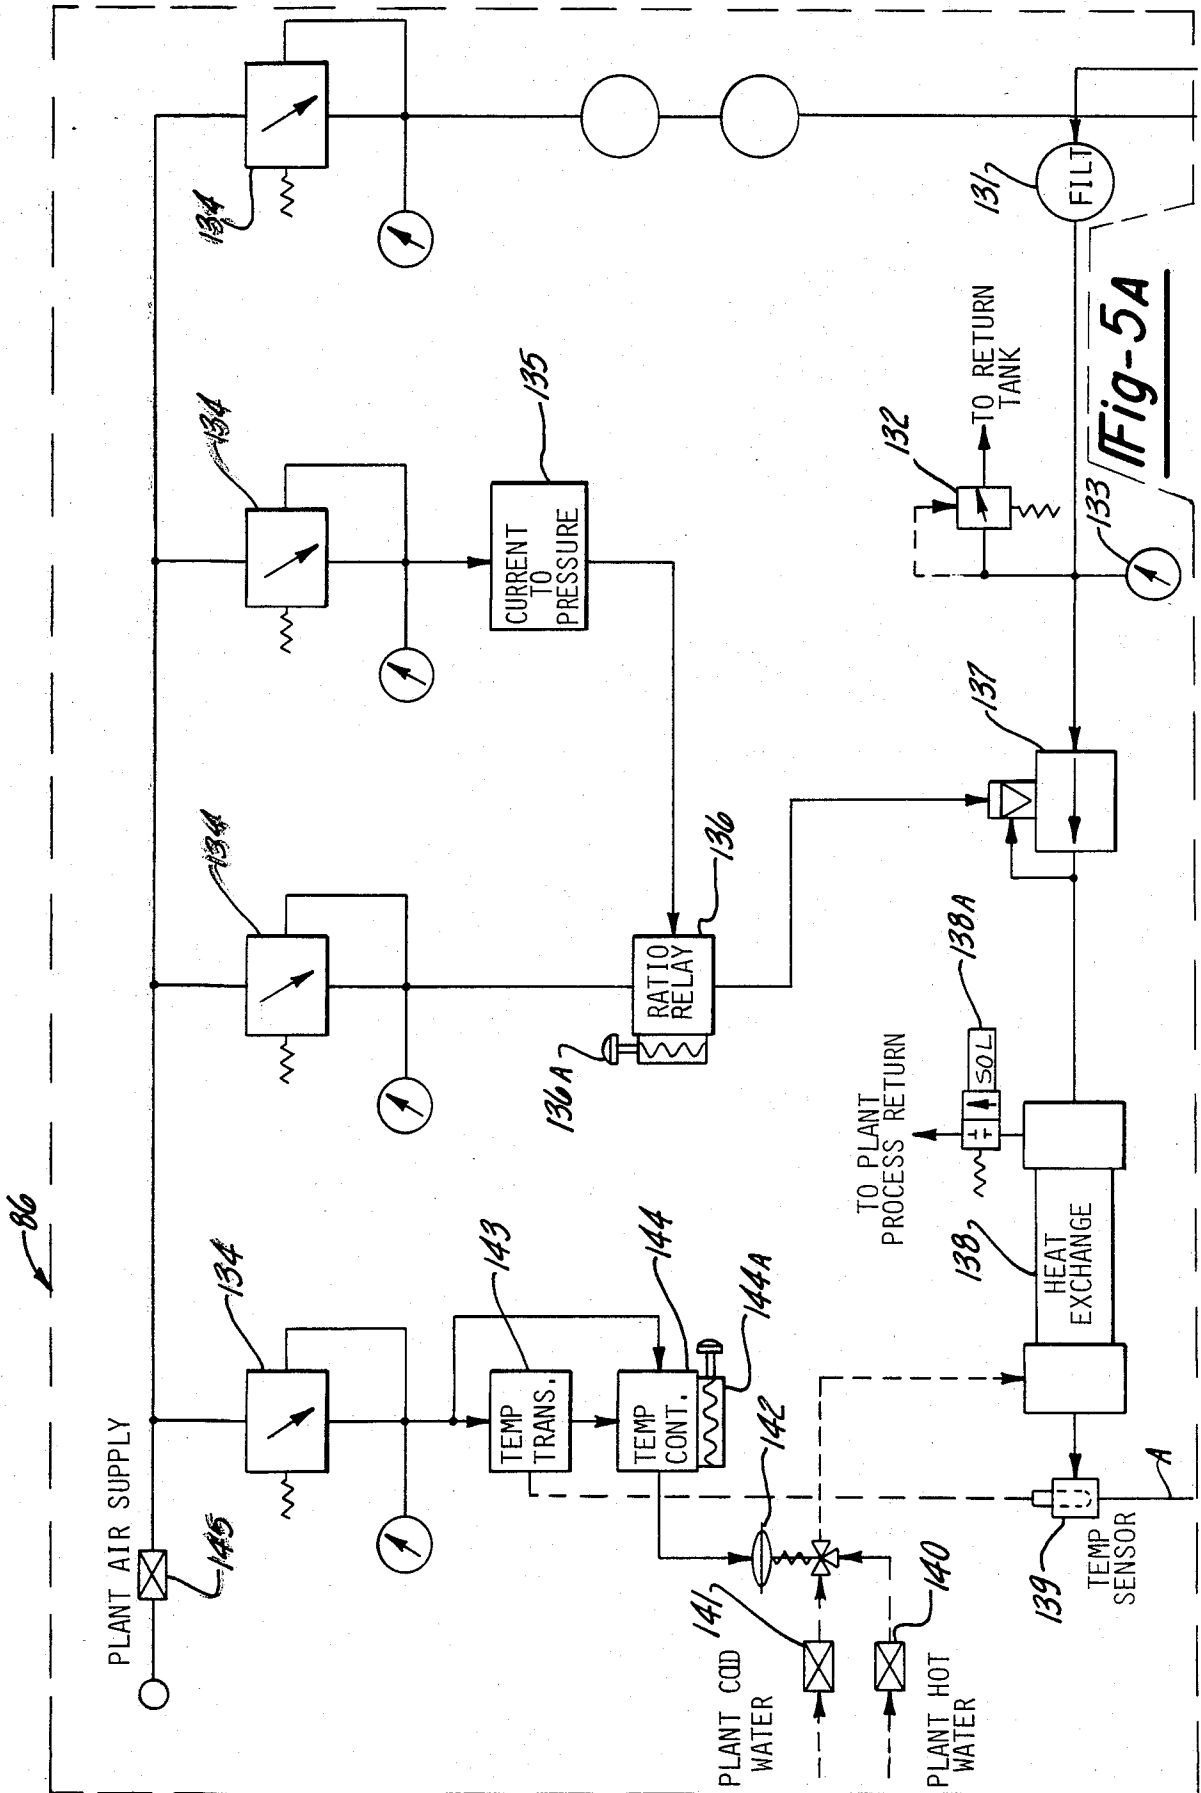 86
PLANT AIR SUPPLY
145
134
134
134
134
143
TEMP
TRANS.
144
TEMP
CONT.
144A
142
141
PLANT COLD
WATER
140
PLANT HOT
WATER
139
TEMP
SENSOR
A
138
HEAT
EXCHANGE
TO PLANT
PROCESS RETURN
138A
SOL
136A
RATIO
RELAY
136
137
135
CURRENT
TO
PRESSURE
132
TO RETURN
TANK
133
131
FILT
Fig-5A